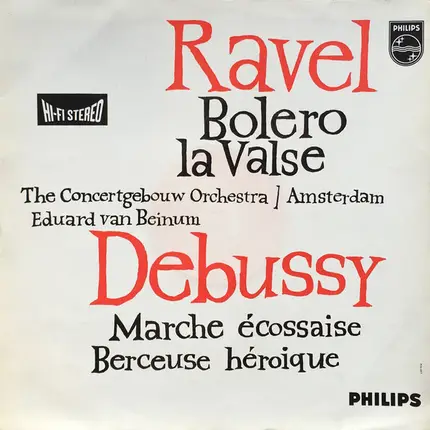 Ravel
PHILIPS
HI-FI STEREO
Bolero
la Valse
The Concertgebouw Orchestra ] Amsterdam
Eduard van Beinum
Debussy
Marche écossaise
Berceuse héroique
PHILIPS